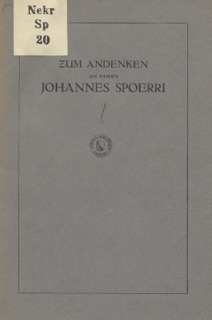 Nekr
Sp
20
ZUM ANDENKEN
AN HERRN
JOHANNES SPOERRI